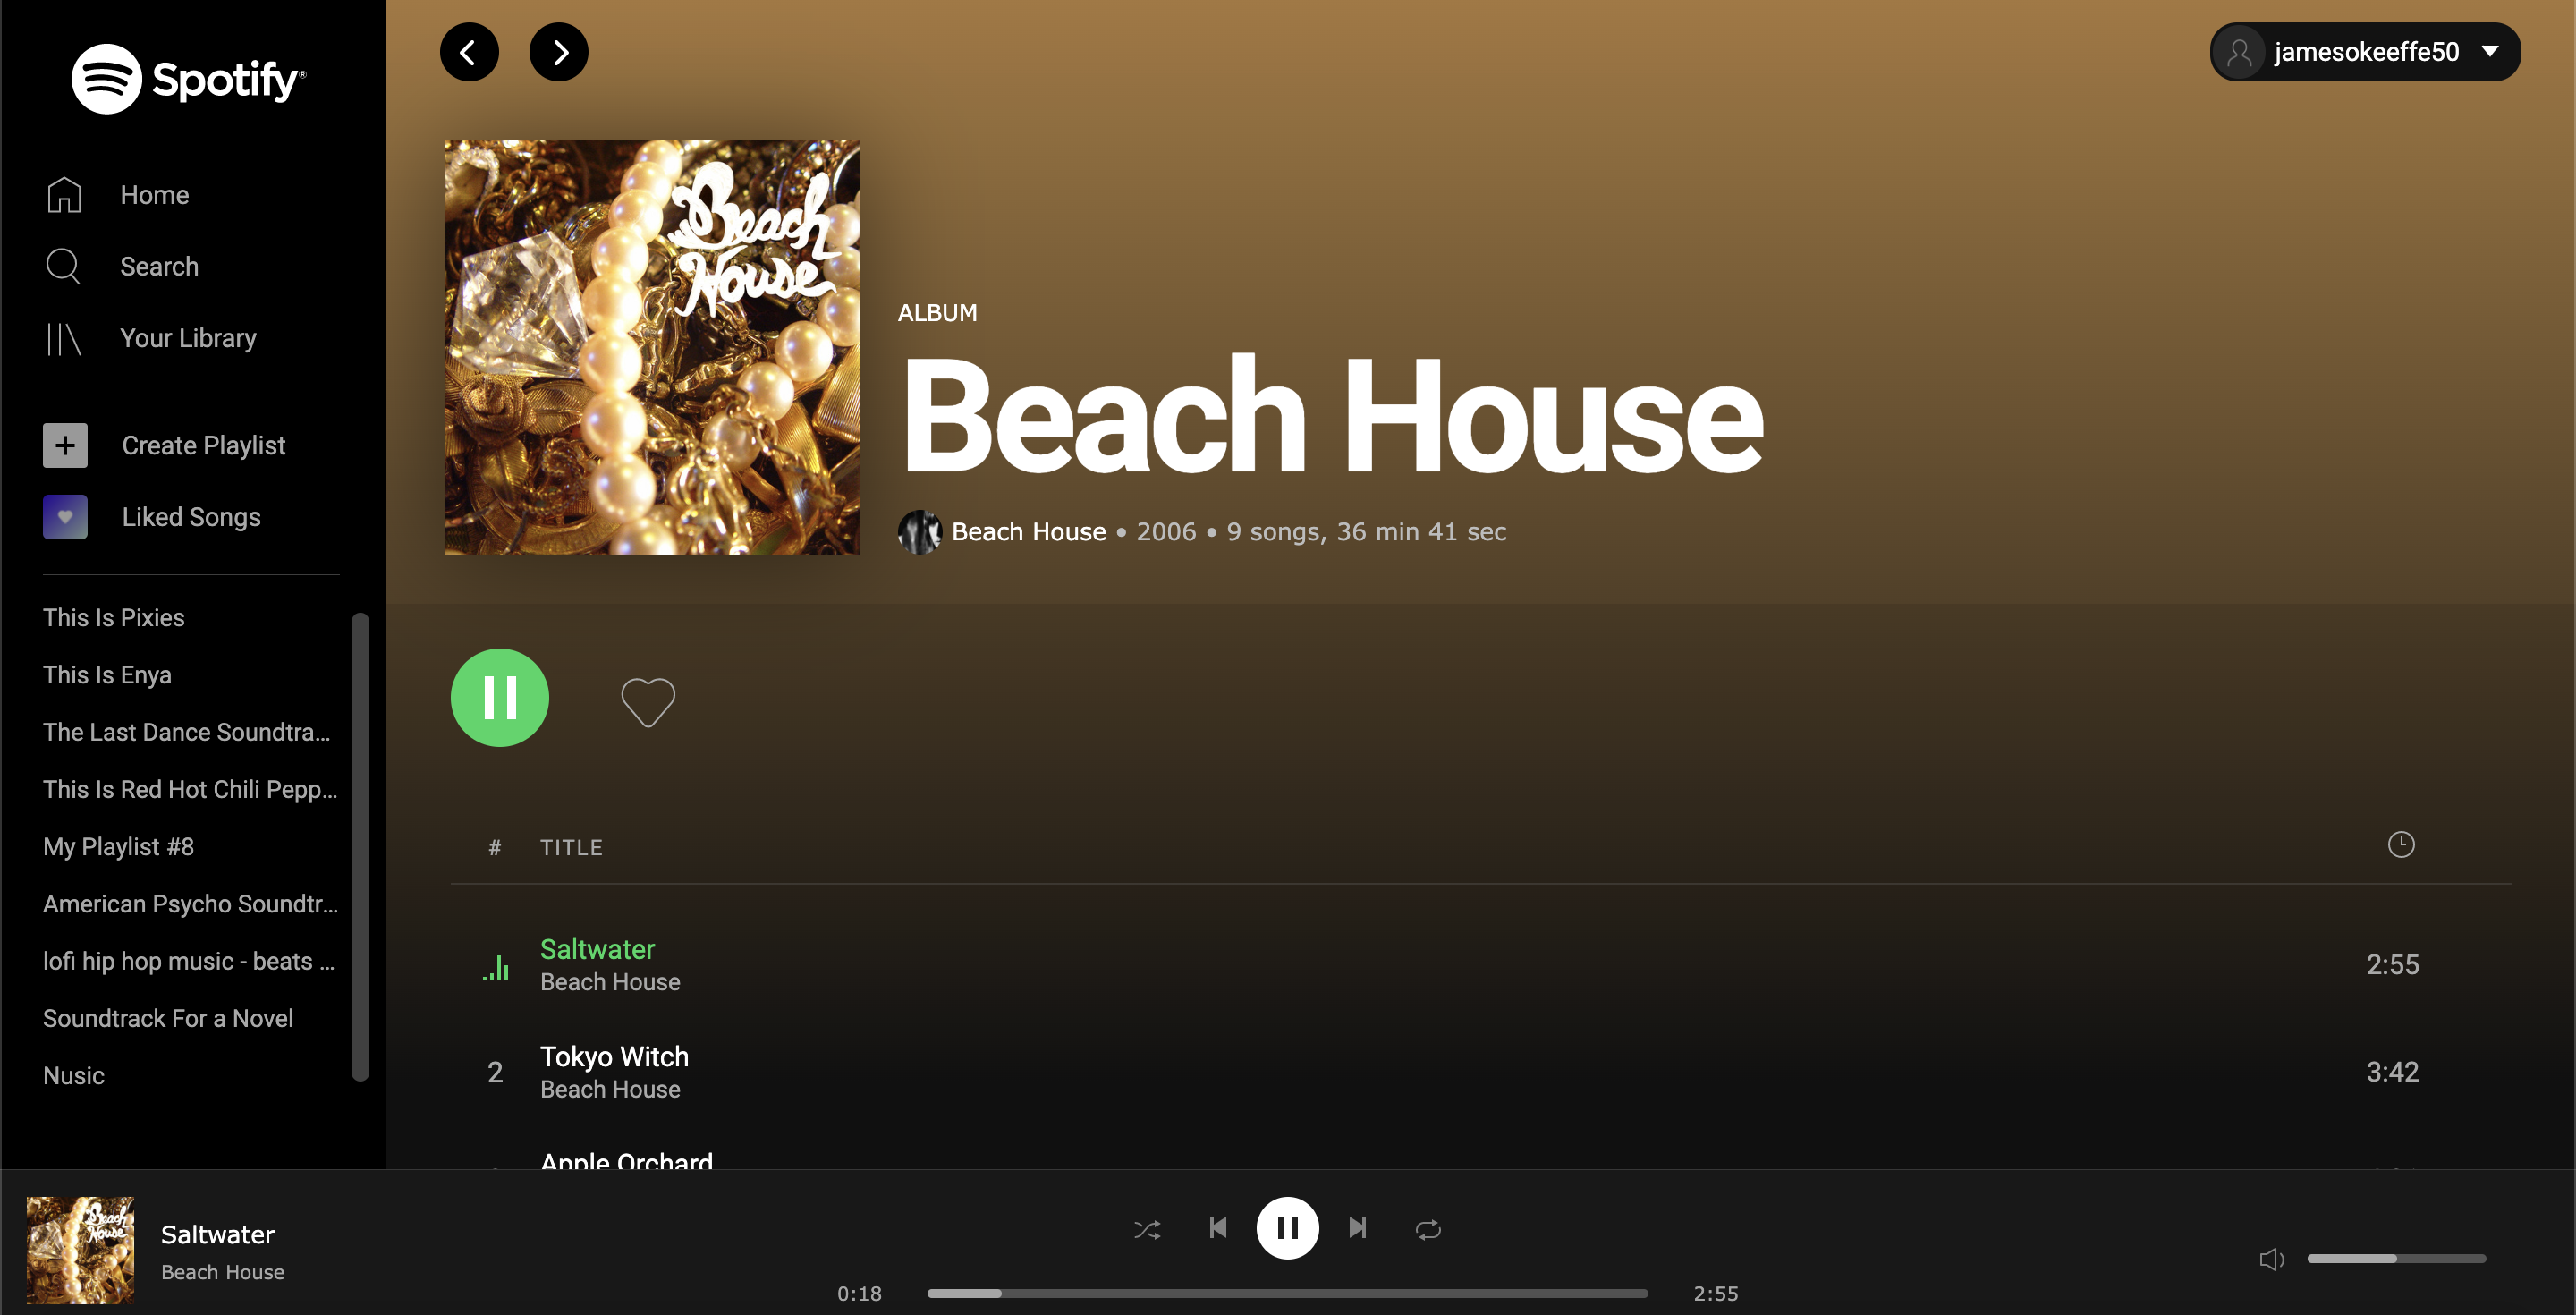 Spotify®
Home
Search
Your Library
Create Playlist
Liked Songs
This Is Pixies
This Is Enya
The Last Dance Soundtra...
This Is Red Hot Chili Pepp...
My Playlist #8
American Psycho Soundtr...
lofi hip hop music - beats ...
Soundtrack For a Novel
Nusic
jamesokeeffe50
Beach
House
ALBUM
Beach House
Beach House • 2006 • 9 songs, 36 min 41 sec
# TITLE
Saltwater
Beach House
2:55
2
Tokyo Witch
Beach House
3:42
Apple Orchard
Beach
House
Saltwater
Beach House
0:18
2:55